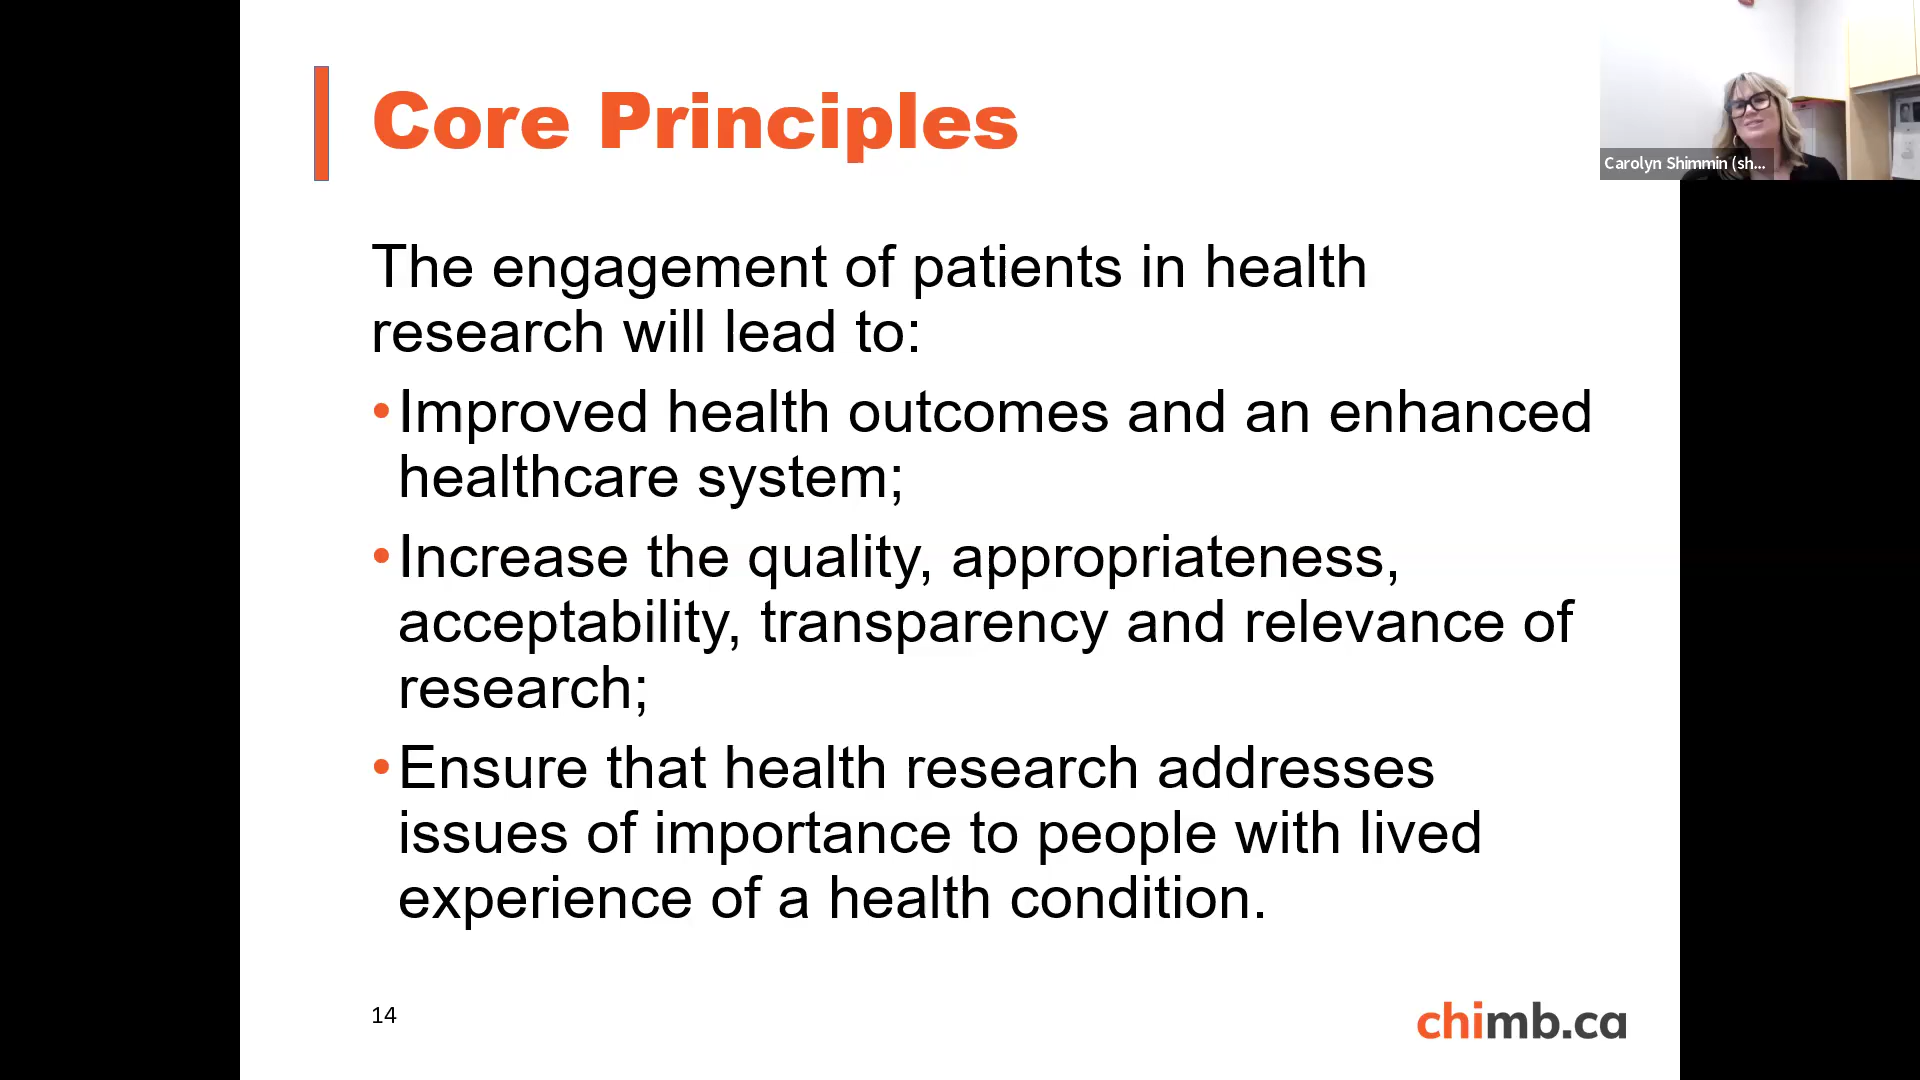 Core Principles
Carolyn Shimmin (sh...
The engagement of patients in health
research will lead to:
•Improved health outcomes and an enhanced
healthcare system;
•Increase the quality, appropriateness,
acceptability, transparency and relevance of
research;
•Ensure that health research addresses
issues of importance to people with lived
experience of a health condition.
14
chimb.ca